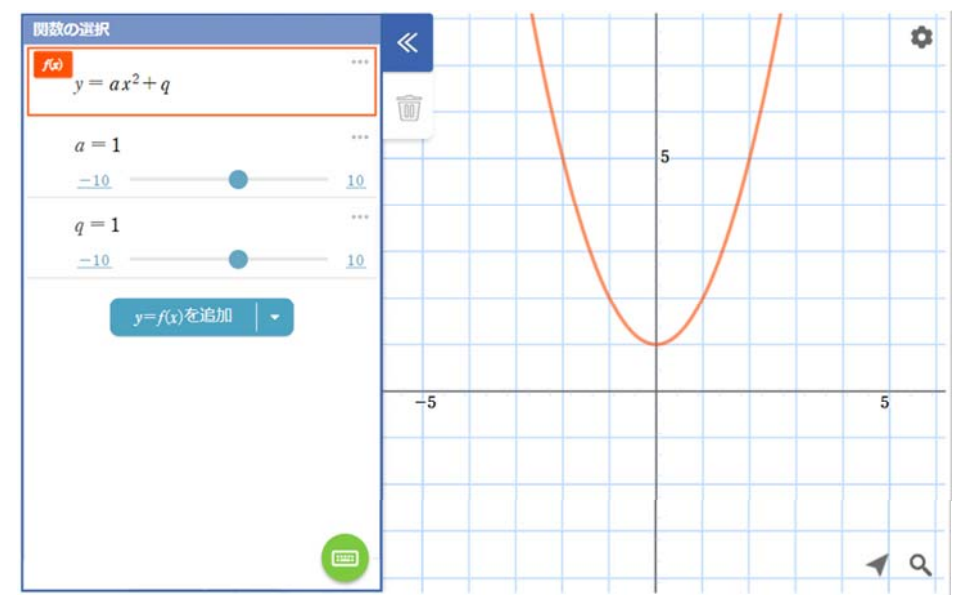 関数の選択
f(x)
y = ax²+q
a = 1
−10 10
q = 1
−10 10
y=f(x)を追加
5
−5 5